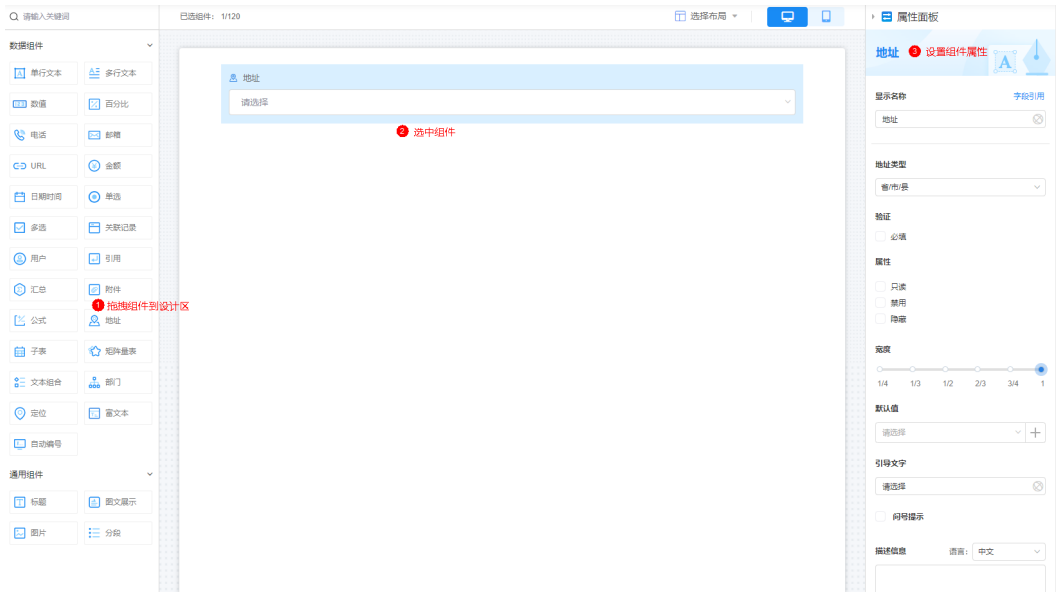 请输入关键词
已选组件： 1/120
选择布局
属性面板
数据组件
单行文本
多行文本
数值
百分比
电话
邮箱
URL
金额
日期时间
单选
多选
关联记录
用户
引用
汇总
附件
1 拖拽组件到设计区
公式
地址
子表
矩阵量表
文本组合
部门
定位
富文本
自动编号
通用组件
标题
图文展示
图片
分段
地址
请选择
2 选中组件
地址
3 设置组件属性
显示名称 字段引用
地址
地址类型
省/市/县
验证
必填
属性
只读
禁用
隐藏
宽度
1/4 1/3 1/2 2/3 3/4 1
默认值
请选择
引导文字
请选择
问号提示
描述信息 语言： 中文